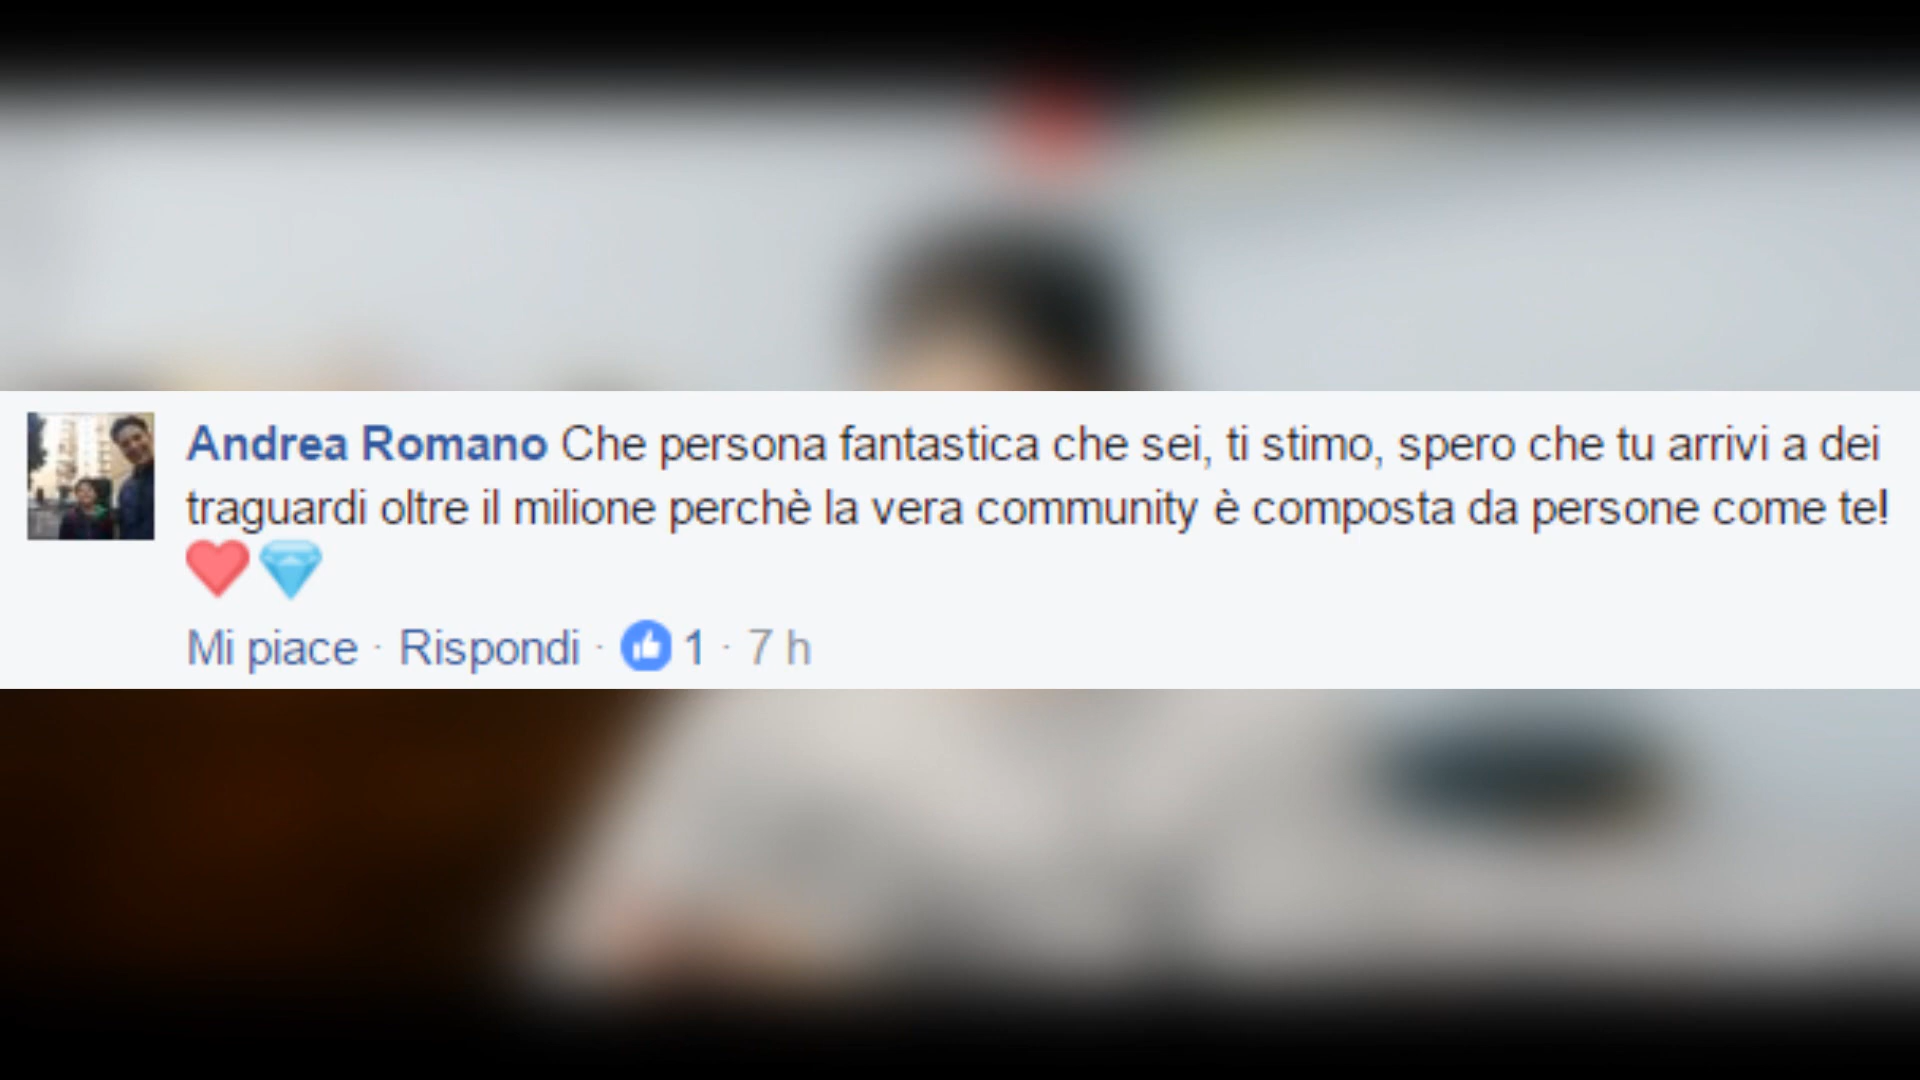 Andrea Romano Che persona fantastica che sei, ti stimo, spero che tu arrivi a dei
traguardi oltre il milione perchè la vera community è composta da persone come te!
❤️💎
Mi piace · Rispondi · 1 · 7 h